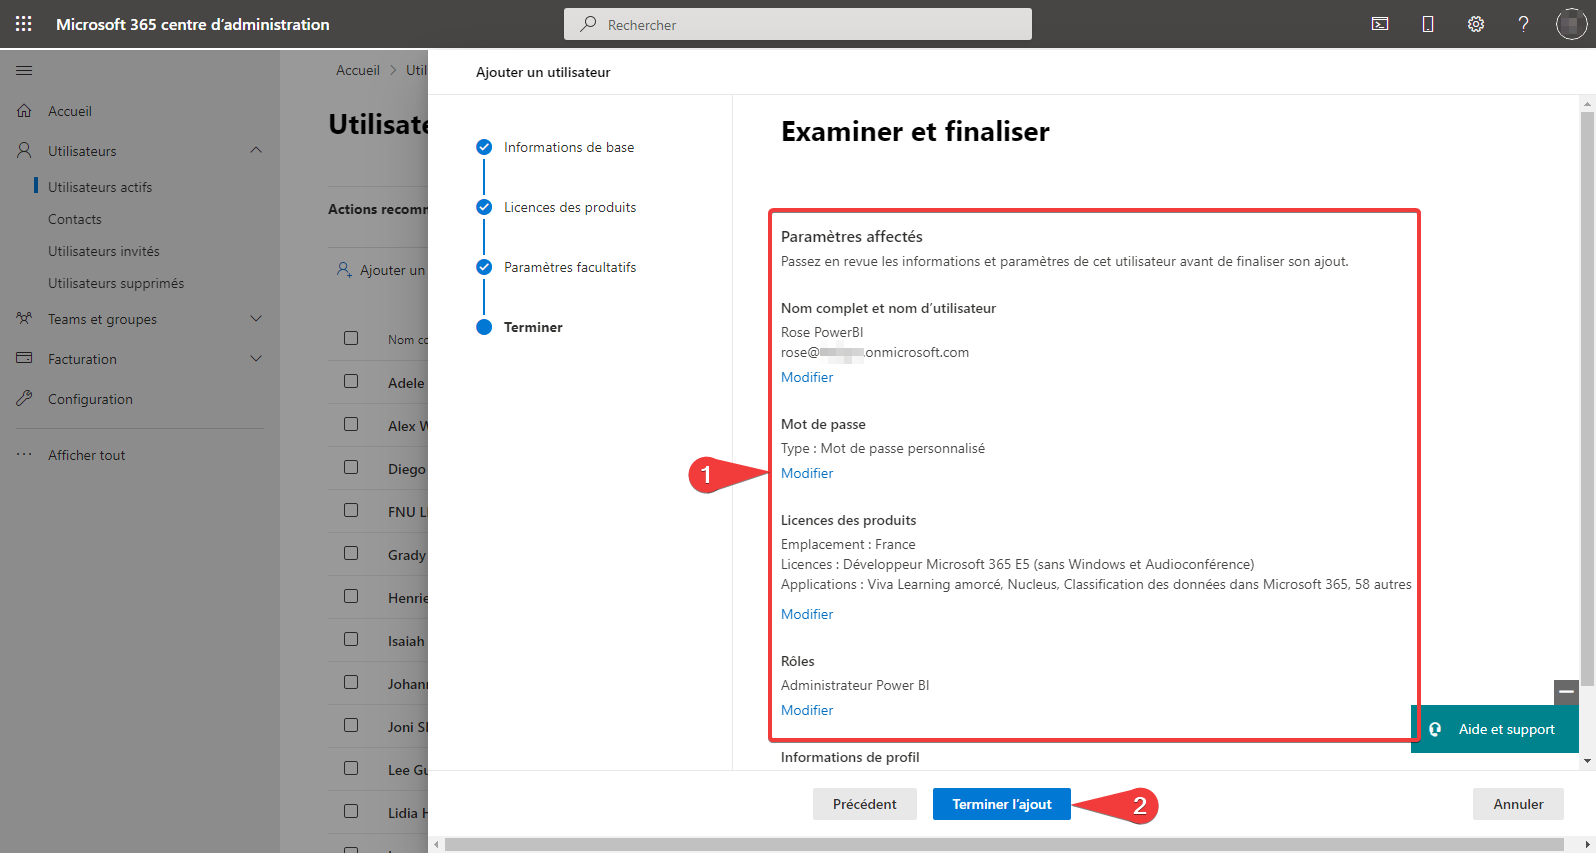 Microsoft 365 centre d’administration
Rechercher
Accueil
Utilisateurs
Utilisateurs actifs
Contacts
Utilisateurs invités
Utilisateurs supprimés
Teams et groupes
Facturation
Configuration
Afficher tout
Accueil > Util
Utilisate
Actions recomm
Ajouter un
Nom co
Adele
Alex W
Diego
FNU L
Grady
Henrie
Isaiah
Johann
Joni Sh
Lee Gu
Lidia H
Ajouter un utilisateur
Informations de base
Licences des produits
Paramètres facultatifs
Terminer
Examiner et finaliser
Paramètres affectés
Passez en revue les informations et paramètres de cet utilisateur avant de finaliser son ajout.
Nom complet et nom d’utilisateur
Rose PowerBI
rose@ .onmicrosoft.com
Modifier
Mot de passe
Type : Mot de passe personnalisé
Modifier
1
Licences des produits
Emplacement : France
Licences : Développeur Microsoft 365 E5 (sans Windows et Audioconférence)
Applications : Viva Learning amorcé, Nucleus, Classification des données dans Microsoft 365, 58 autres
Modifier
Rôles
Administrateur Power BI
Modifier
Aide et support
Informations de profil
Précédent
Terminer l’ajout
2
Annuler